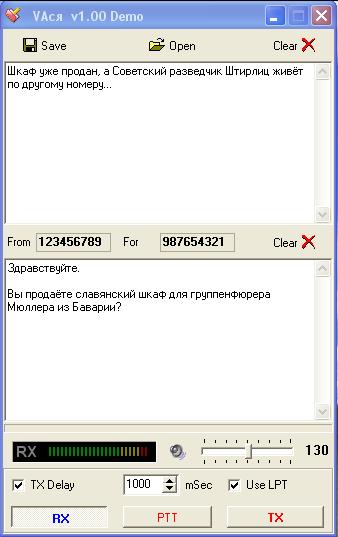 VAся v1.00 Demo
Save Open Clear
Шкаф уже продан, а Советский разведчик Штирлиц живёт
по другому номеру...
From 123456789 For 987654321 Clear
Здравствуйте.
Вы продаёте славянский шкаф для группенфюрера
Мюллера из Баварии?
RX 130
TX Delay 1000 mSec Use LPT
RX PTT TX